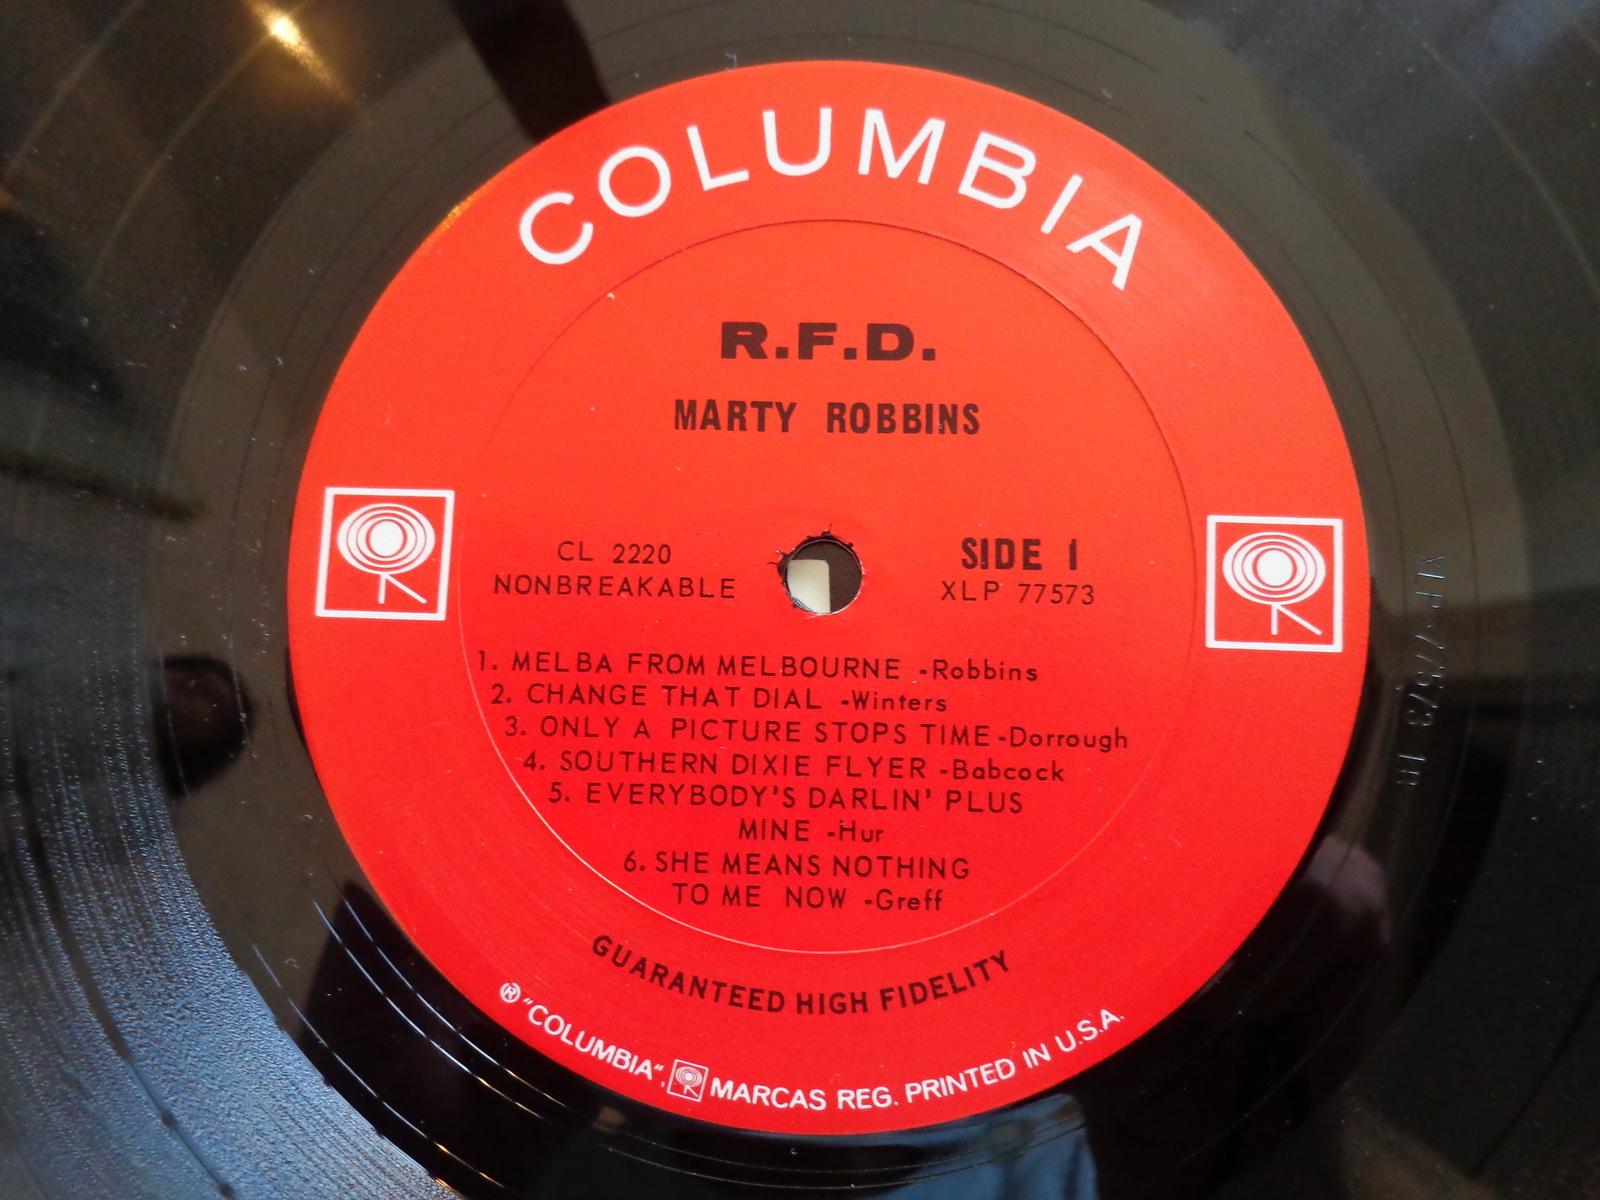 COLUMBIA
R.F.D.
MARTY ROBBINS
CL 2220
NONBREAKABLE
SIDE 1
XLP 77573
1. MELBA FROM MELBOURNE -Robbins
2. CHANGE THAT DIAL -Winters
3. ONLY A PICTURE STOPS TIME-Dorrough
4. SOUTHERN DIXIE FLYER -Babcock
5. EVERYBODY'S DARLIN' PLUS
MINE -Hur
6. SHE MEANS NOTHING
TO ME NOW -Greff
GUARANTEED HIGH FIDELITY
® "COLUMBIA", MARCAS REG. PRINTED IN U.S.A.
XLP-77573